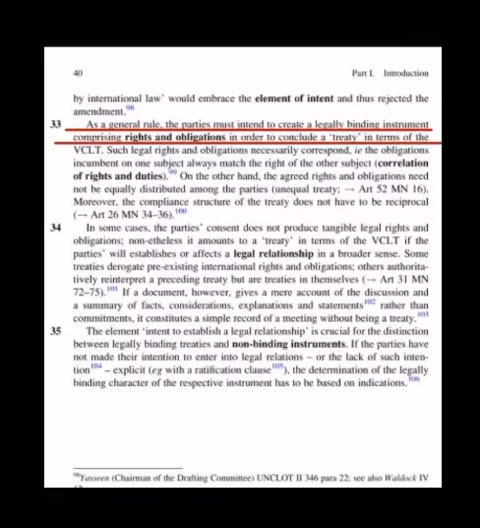 40 Part I. Introduction
by international law’ would embrace the element of intent and thus rejected the
amendment.98
33 As a general rule, the parties must intend to create a legally binding instrument
comprising rights and obligations in order to conclude a ‘treaty’ in terms of the
VCLT. Such legal rights and obligations necessarily correspond, ie the obligations
incumbent on one subject always match the right of the other subject (correlation
of rights and duties).99 On the other hand, the agreed rights and obligations need
not be equally distributed among the parties (unequal treaty; → Art 52 MN 16).
Moreover, the compliance structure of the treaty does not have to be reciprocal
(→ Art 26 MN 34–36).100
34 In some cases, the parties’ consent does not produce tangible legal rights and
obligations; non-etheless it amounts to a ‘treaty’ in terms of the VCLT if the
parties’ will establishes or affects a legal relationship in a broader sense. Some
treaties derogate pre-existing international rights and obligations; others authorita-
tively reinterpret a preceding treaty but are treaties in themselves (→ Art 31 MN
72–75).101 If a document, however, gives a mere account of the discussion and
a summary of facts, considerations, explanations and statements102 rather than
commitments, it constitutes a simple record of a meeting without being a treaty.103
35 The element ‘intent to establish a legal relationship’ is crucial for the distinction
between legally binding treaties and non-binding instruments. If the parties have
not made their intention to enter into legal relations – or the lack of such inten-
tion104 – explicit (eg with a ratification clause105), the determination of the legally
binding character of the respective instrument has to be based on indications.106
98Yasseen (Chairman of the Drafting Committee) UNCLOT II 346 para 22; see also Waldock IV